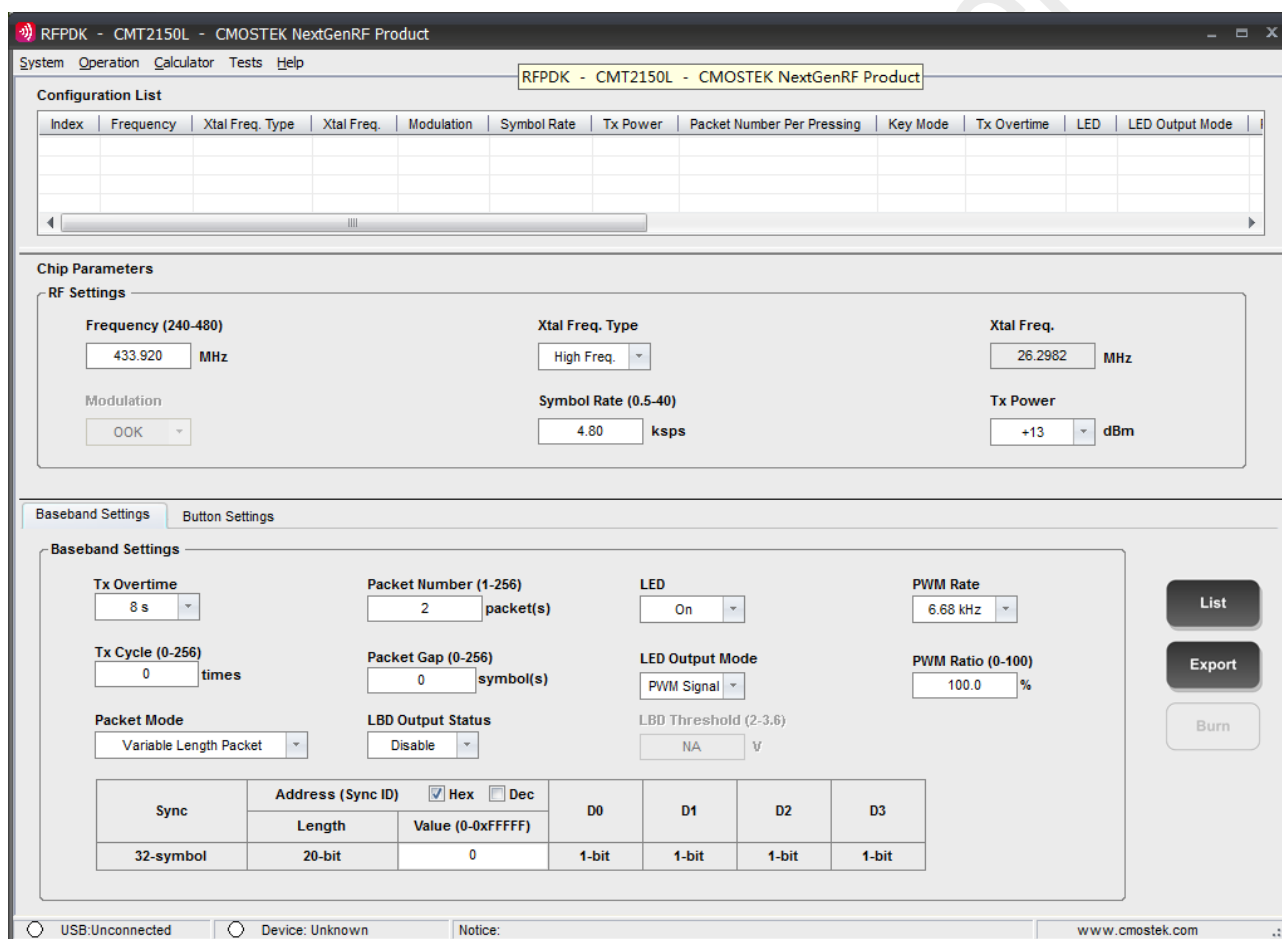 RFPDK - CMT2150L - CMOSTEK NextGenRF Product
System Operation Calculator Tests Help
RFPDK - CMT2150L - CMOSTEK NextGenRF Product
Configuration List
Index Frequency Xtal Freq. Type Xtal Freq. Modulation Symbol Rate Tx Power Packet Number Per Pressing Key Mode Tx Overtime LED LED Output Mode
Chip Parameters
RF Settings
Frequency (240-480) Xtal Freq. Type Xtal Freq.
433.920 MHz High Freq. 26.2982 MHz
Modulation Symbol Rate (0.5-40) Tx Power
OOK 4.80 ksps +13 dBm
Baseband Settings Button Settings
Baseband Settings
Tx Overtime Packet Number (1-256) LED PWM Rate
8 s 2 packet(s) On 6.68 kHz
List
Tx Cycle (0-256) Packet Gap (0-256) LED Output Mode PWM Ratio (0-100)
0 times 0 symbol(s) PWM Signal 100.0 %
Export
Packet Mode LBD Output Status LBD Threshold (2-3.6)
Variable Length Packet Disable NA V
Burn
Sync Address (Sync ID) Hex Dec D0 D1 D2 D3
Length Value (0-0xFFFFF)
32-symbol 20-bit 0 1-bit 1-bit 1-bit 1-bit
USB:Unconnected Device: Unknown Notice: www.cmostek.com